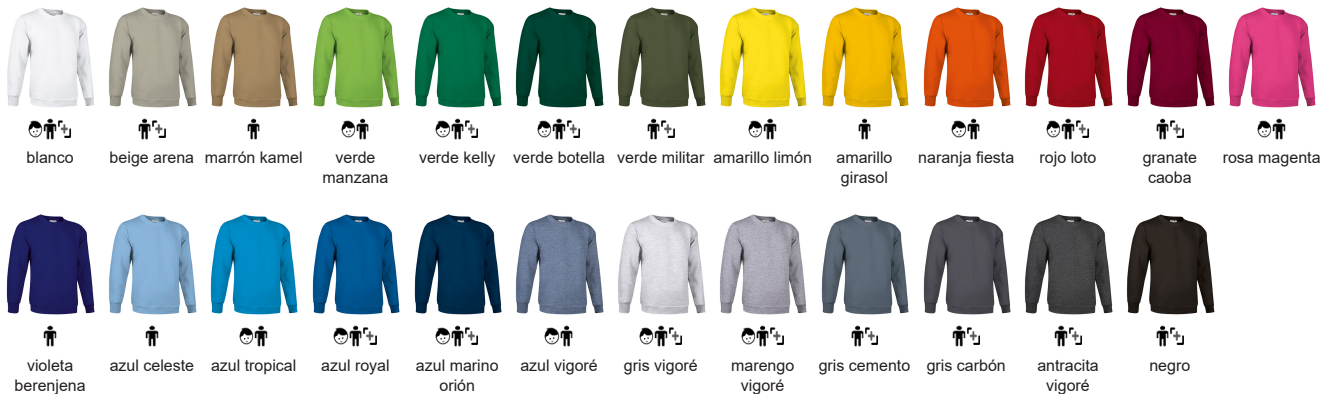 blanco
beige arena
marrón kamel
verde
manzana
verde kelly
verde botella
verde militar
amarillo limón
amarillo
girasol
naranja fiesta
rojo loto
granate
caoba
rosa magenta
violeta
berenjena
azul celeste
azul tropical
azul royal
azul marino
orión
azul vigoré
gris vigoré
marengo
vigoré
gris cemento
gris carbón
antracita
vigoré
negro